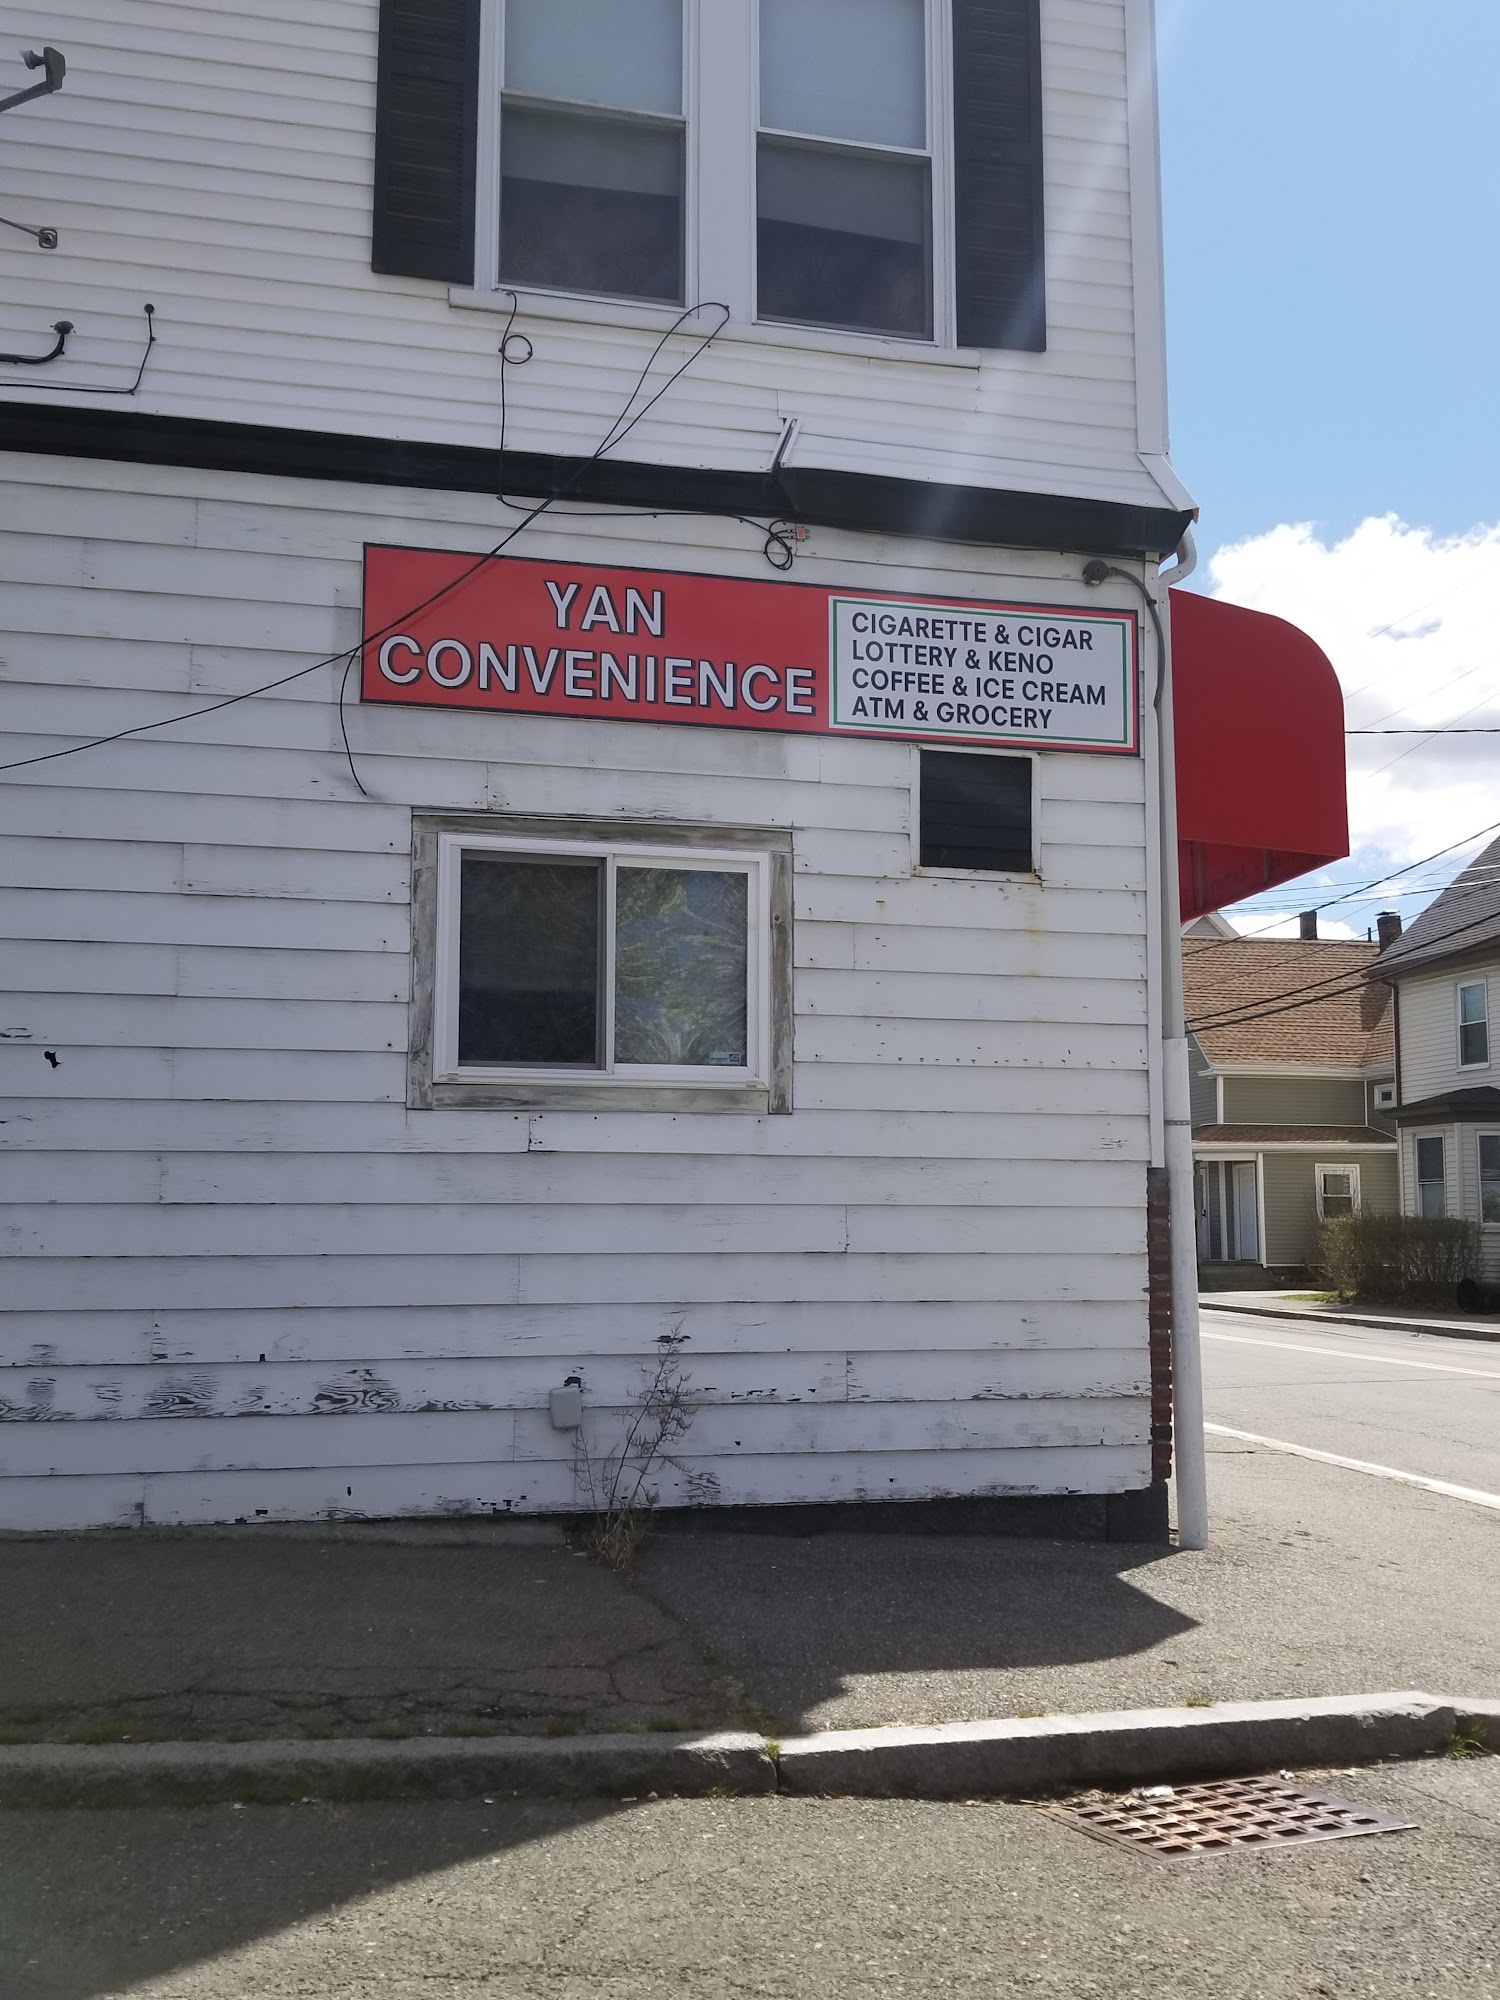 YAN
CONVENIENCE
CIGARETTE & CIGAR
LOTTERY & KENO
COFFEE & ICE CREAM
ATM & GROCERY